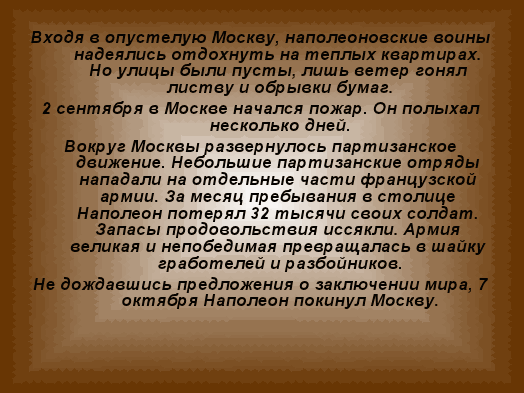 Входя в опустелую Москву, наполеоновские воины
надеялись отдохнуть на теплых квартирах.
Но улицы были пусты, лишь ветер гонял
листву и обрывки бумаг.
2 сентября в Москве начался пожар. Он полыхал
несколько дней.
Вокруг Москвы развернулось партизанское
движение. Небольшие партизанские отряды
нападали на отдельные части французской
армии. За месяц пребывания в столице
Наполеон потерял 32 тысячи своих солдат.
Запасы продовольствия иссякли. Армия
великая и непобедимая превращалась в шайку
грабителей и разбойников.
Не дождавшись предложения о заключении мира, 7
октября Наполеон покинул Москву.